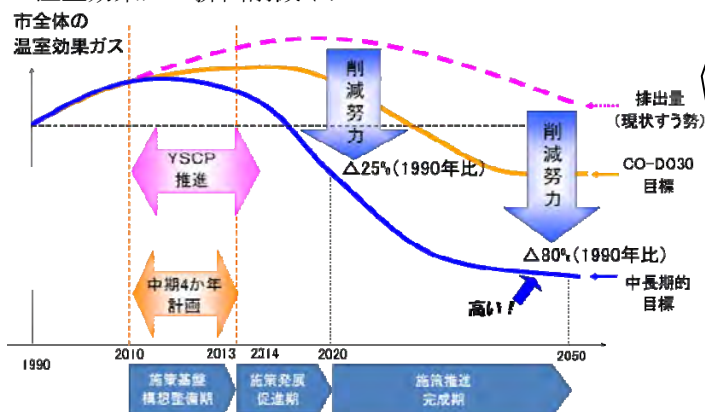 市全体の
温室効果ガス
削減努力
削減努力
排出量
(現状すう勢)
YSCP
推進
△25%(1990年比)
CO-DO30
目標
△80%(1990年比)
中期4か年
計画
高い!
中長期的
目標
1990
2010
2013
2014
2020
2050
施策基盤
構想整備期
施策発展
促進期
施策推進
完成期